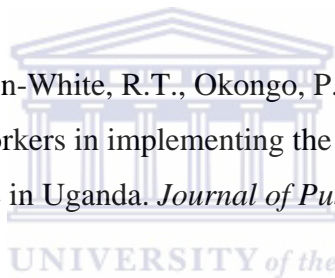 n-White, R.T., Okongo, P.
rkers in implementing the
in Uganda. Journal of Pu
UNIVERSITY of the